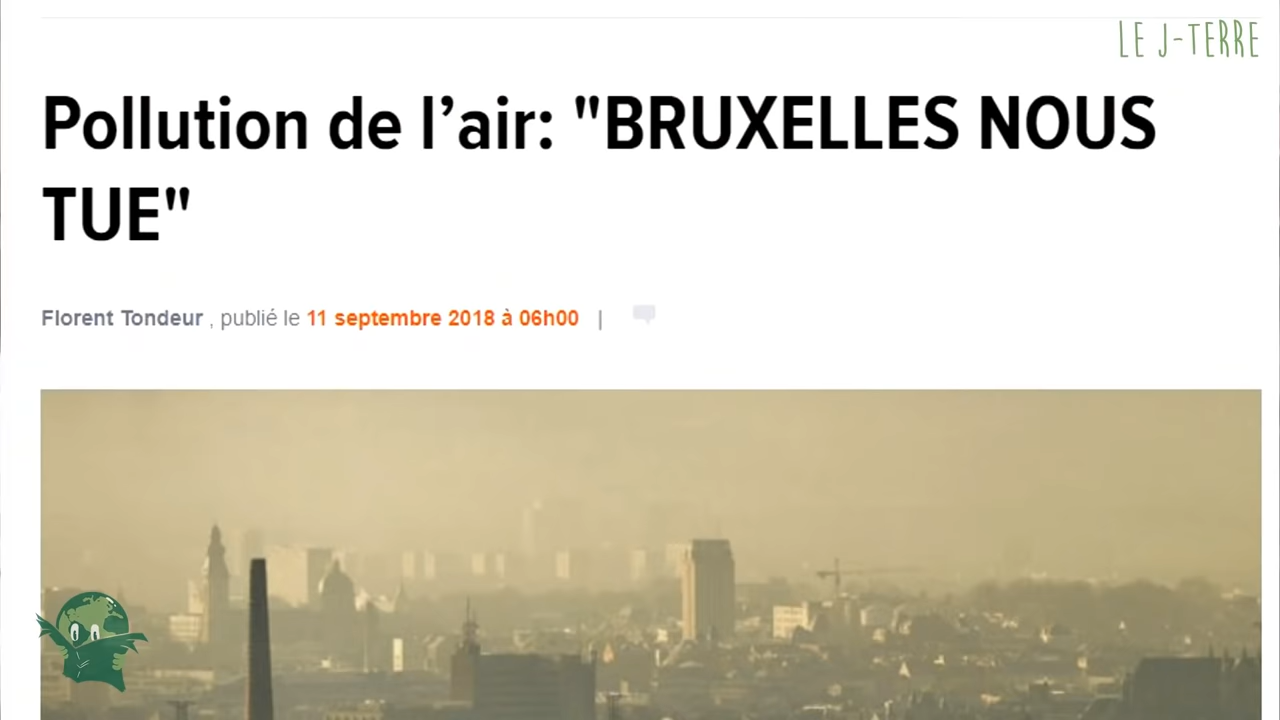 LE J-TERRE
Pollution de l’air: "BRUXELLES NOUS
TUE"
Florent Tondeur , publié le 11 septembre 2018 à 06h00 |